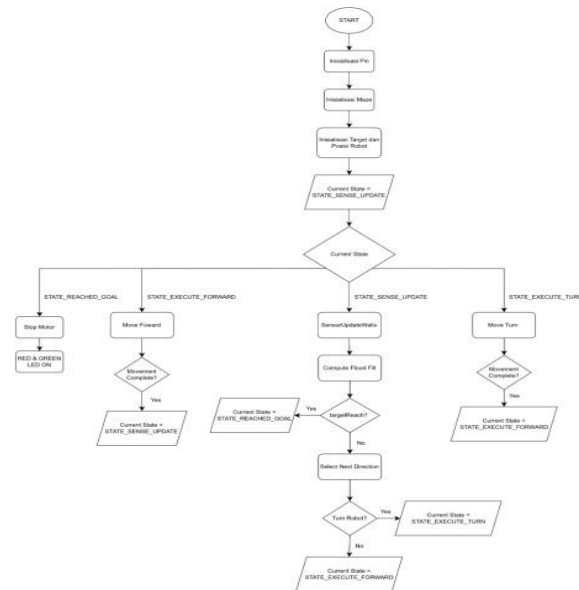 START
Inisialisasi Pin
Inisialisasi Maze
Inisialisasi Target dan
Posisi Robot
Current State =
STATE_SENSE_UPDATE
Current State
STATE_REACHED_GOAL
STATE_EXECUTE_FORWARD
STATE_SENSE_UPDATE
STATE_EXECUTE_TURN
Stop Motor
Move Foward
SensorUpdateWalls
Move Turn
RED & GREEN
LED ON
Movement
Complete?
Compute Flood Fill
Movement
Complete?
Yes
Yes
Current State =
STATE_SENSE_UPDATE
Current State =
STATE_REACHED_GOAL
Yes
targetReach?
Current State =
STATE_EXECUTE_FORWARD
No
Select Next Direction
Turn Robot?
Yes
Current State =
STATE_EXECUTE_TURN
No
Current State =
STATE_EXECUTE_FORWARD